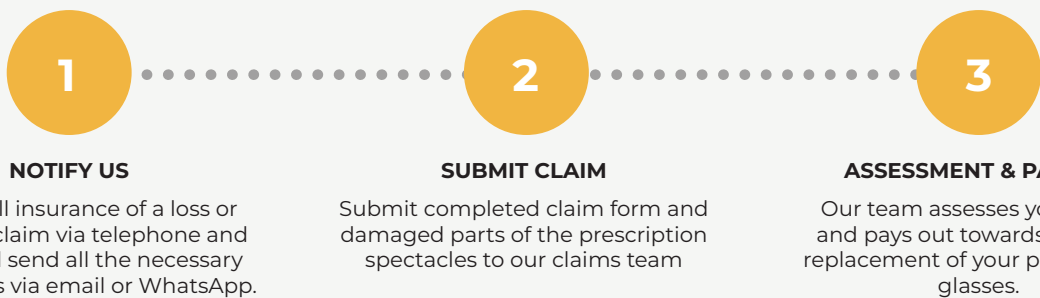 1
2
3
NOTIFY US
ll insurance of a loss or
claim via telephone and
send all the necessary
s via email or WhatsApp.
SUBMIT CLAIM
Submit completed claim form and
damaged parts of the prescription
spectacles to our claims team
ASSESSMENT & PA
Our team assesses yo
and pays out towards
replacement of your p
glasses.